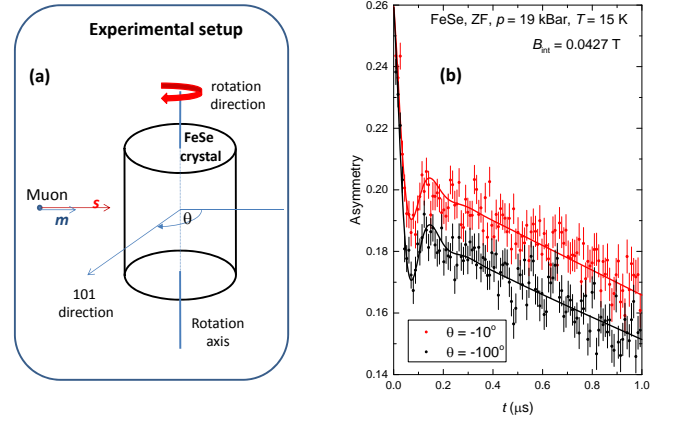 Experimental setup
(a)
rotation
direction
FeSe
crystal
Muon
s
m
θ
101
direction
Rotation
axis
FeSe, ZF, p = 19 kBar, T = 15 K
B_int = 0.0427 T
(b)
Asymmetry
0.26
0.24
0.22
0.20
0.18
0.16
0.14
θ = -10°
θ = -100°
0.0 0.2 0.4 0.6 0.8 1.0
t (μs)